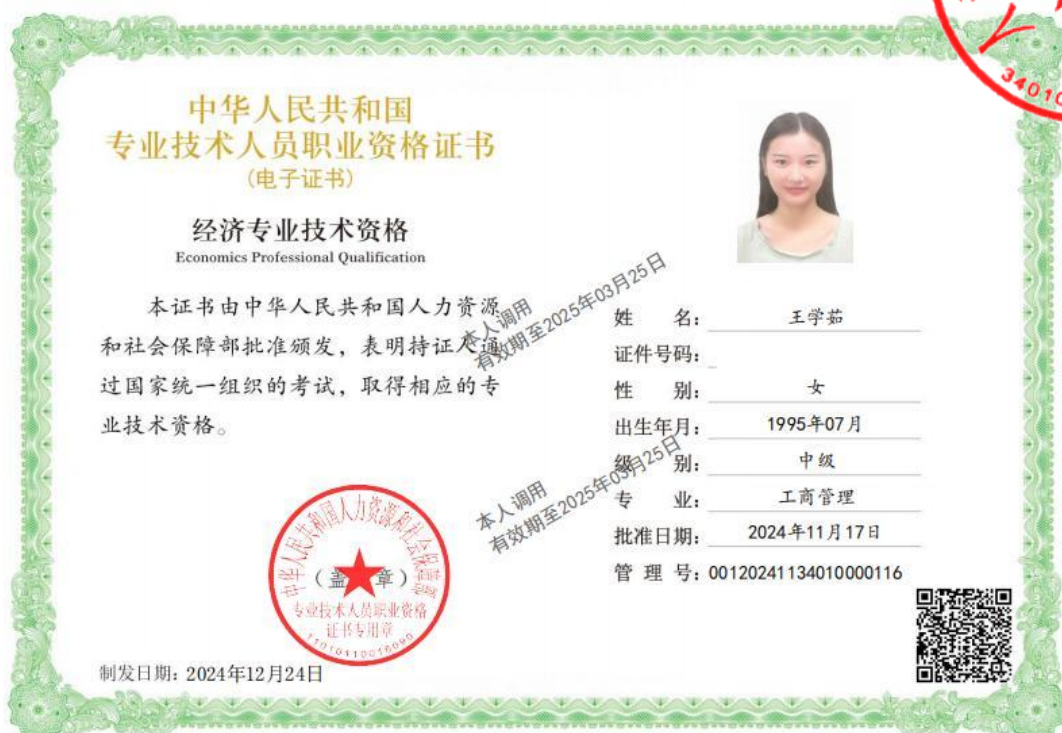 中华人民共和国
专业技术人员职业资格证书
(电子证书)
经济专业技术资格
Economics Professional Qualification
本证书由中华人民共和国人力资源
和社会保障部批准颁发，表明持证人通
过国家统一组织的考试，取得相应的专
业技术资格。
中华人民共和国人力资源和社会保障部
(盖 章)
专业技术人员职业资格
证书专用章
11010110016090
制发日期：2024年12月24日
本人调用
有效期至2025年03月25日
本人调用
有效期至2025年03月25日
姓 名：王学茹
证件号码：
性 别：女
出生年月：1995年07月
级 别：中级
专 业：工商管理
批准日期：2024年11月17日
管 理 号：00120241134010000116
34010